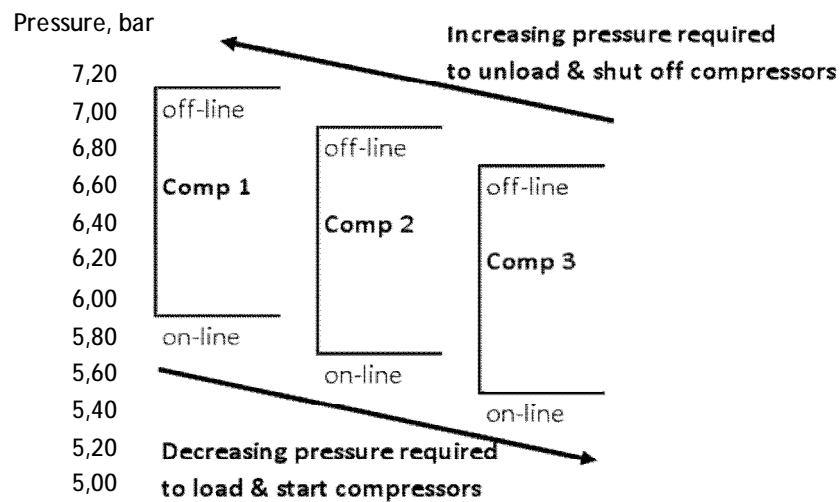 Pressure, bar
Increasing pressure required
to unload & shut off compressors
7,20
7,00
6,80
6,60
6,40
6,20
6,00
5,80
5,60
5,40
5,20
5,00
off-line
Comp 1
on-line
off-line
Comp 2
on-line
off-line
Comp 3
on-line
Decreasing pressure required
to load & start compressors